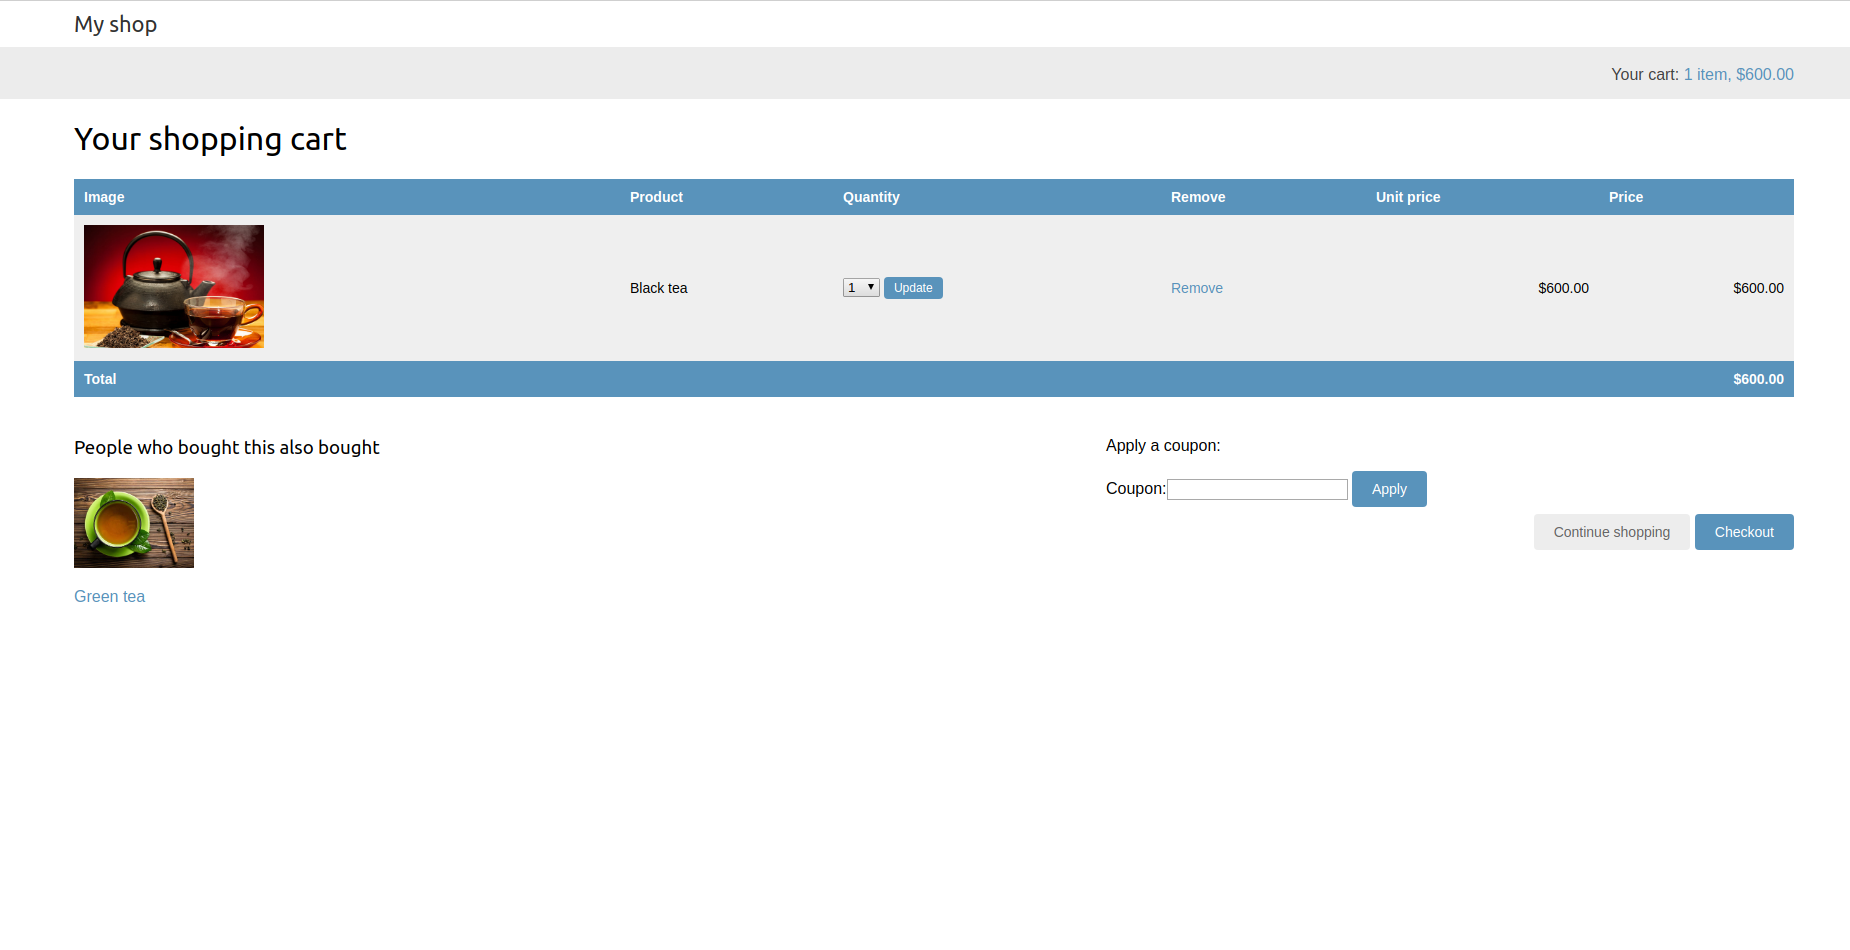 My shop
Your cart: 1 item, $600.00
Your shopping cart
Image Product Quantity Remove Unit price Price
Black tea 1 Update Remove $600.00 $600.00
Total $600.00
People who bought this also bought
Apply a coupon:
Coupon: Apply
Continue shopping Checkout
Green tea